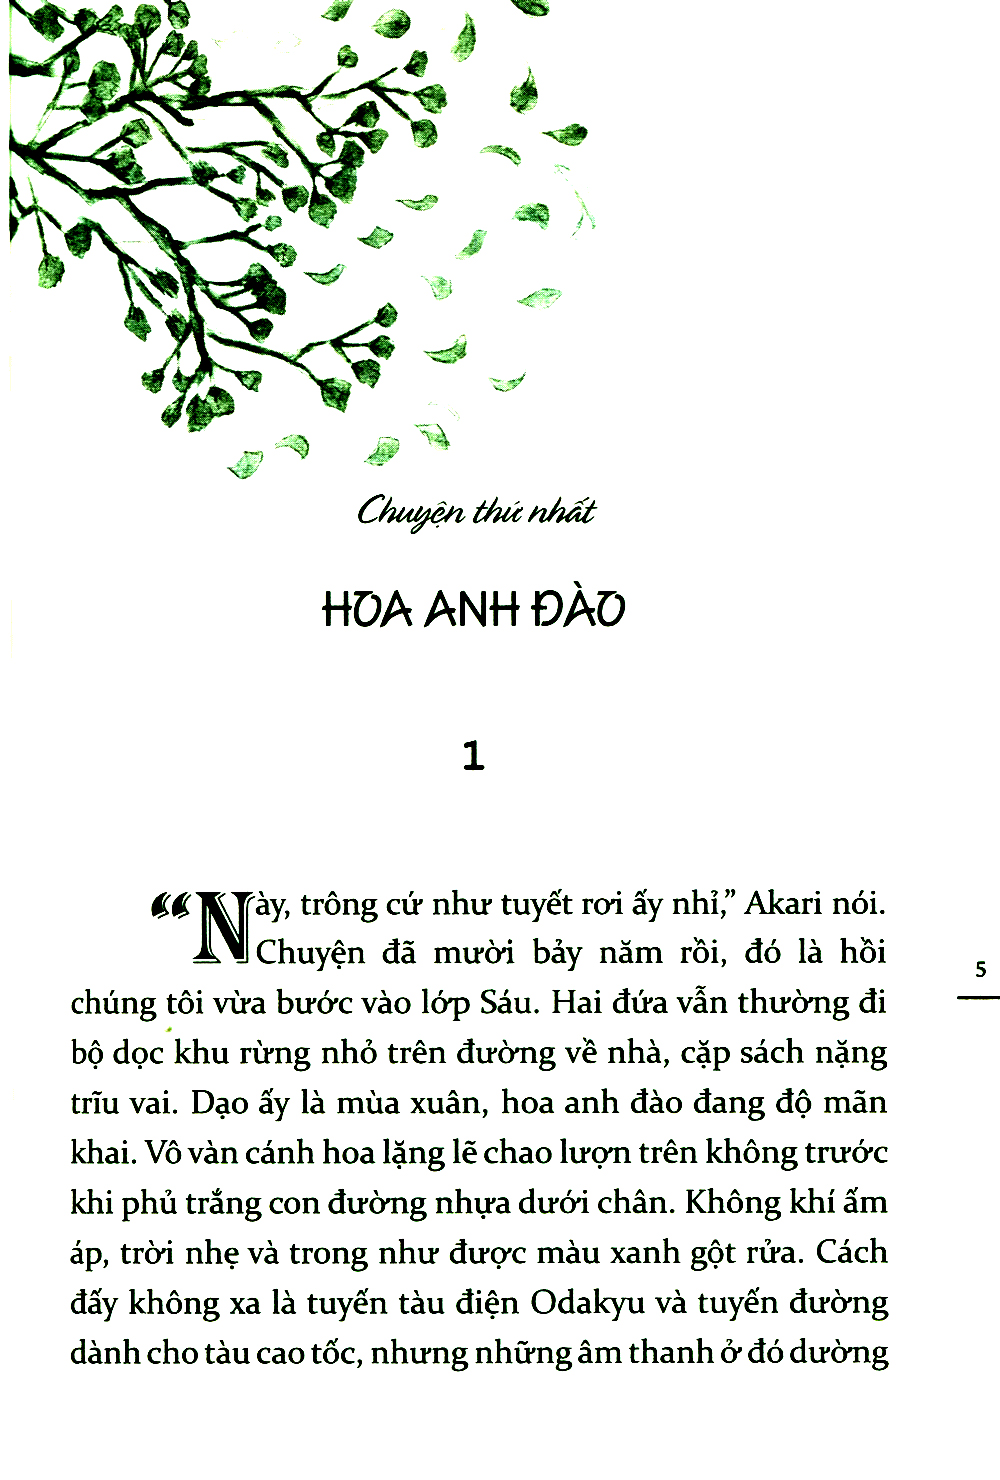 Chuyện thứ nhất
HOA ANH ĐÀO
1
“Này, trông cứ như tuyết rơi ấy nhỉ,” Akari nói.
Chuyện đã mười bảy năm rồi, đó là hồi
chúng tôi vừa bước vào lớp Sáu. Hai đứa vẫn thường đi
bộ dọc khu rừng nhỏ trên đường về nhà, cặp sách nặng
trĩu vai. Dạo ấy là mùa xuân, hoa anh đào đang độ mãn
khai. Vô vàn cánh hoa lặng lẽ chao lượn trên không trước
khi phủ trắng con đường nhựa dưới chân. Không khí ấm
áp, trời nhẹ và trong như được màu xanh gột rửa. Cách
đấy không xa là tuyến tàu điện Odakyu và tuyến đường
dành cho tàu cao tốc, nhưng những âm thanh ở đó dường
5